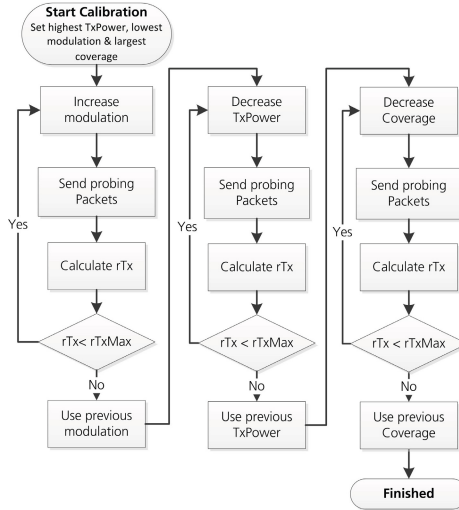 Start Calibration
Set highest TxPower, lowest
modulation & largest
coverage
Increase
modulation
Send probing
Packets
Calculate rTx
rTx< rTxMax
Yes
No
Use previous
modulation
Decrease
TxPower
Send probing
Packets
Calculate rTx
rTx < rTxMax
Yes
No
Use previous
TxPower
Decrease
Coverage
Send probing
Packets
Calculate rTx
rTx < rTxMax
Yes
No
Use previous
Coverage
Finished